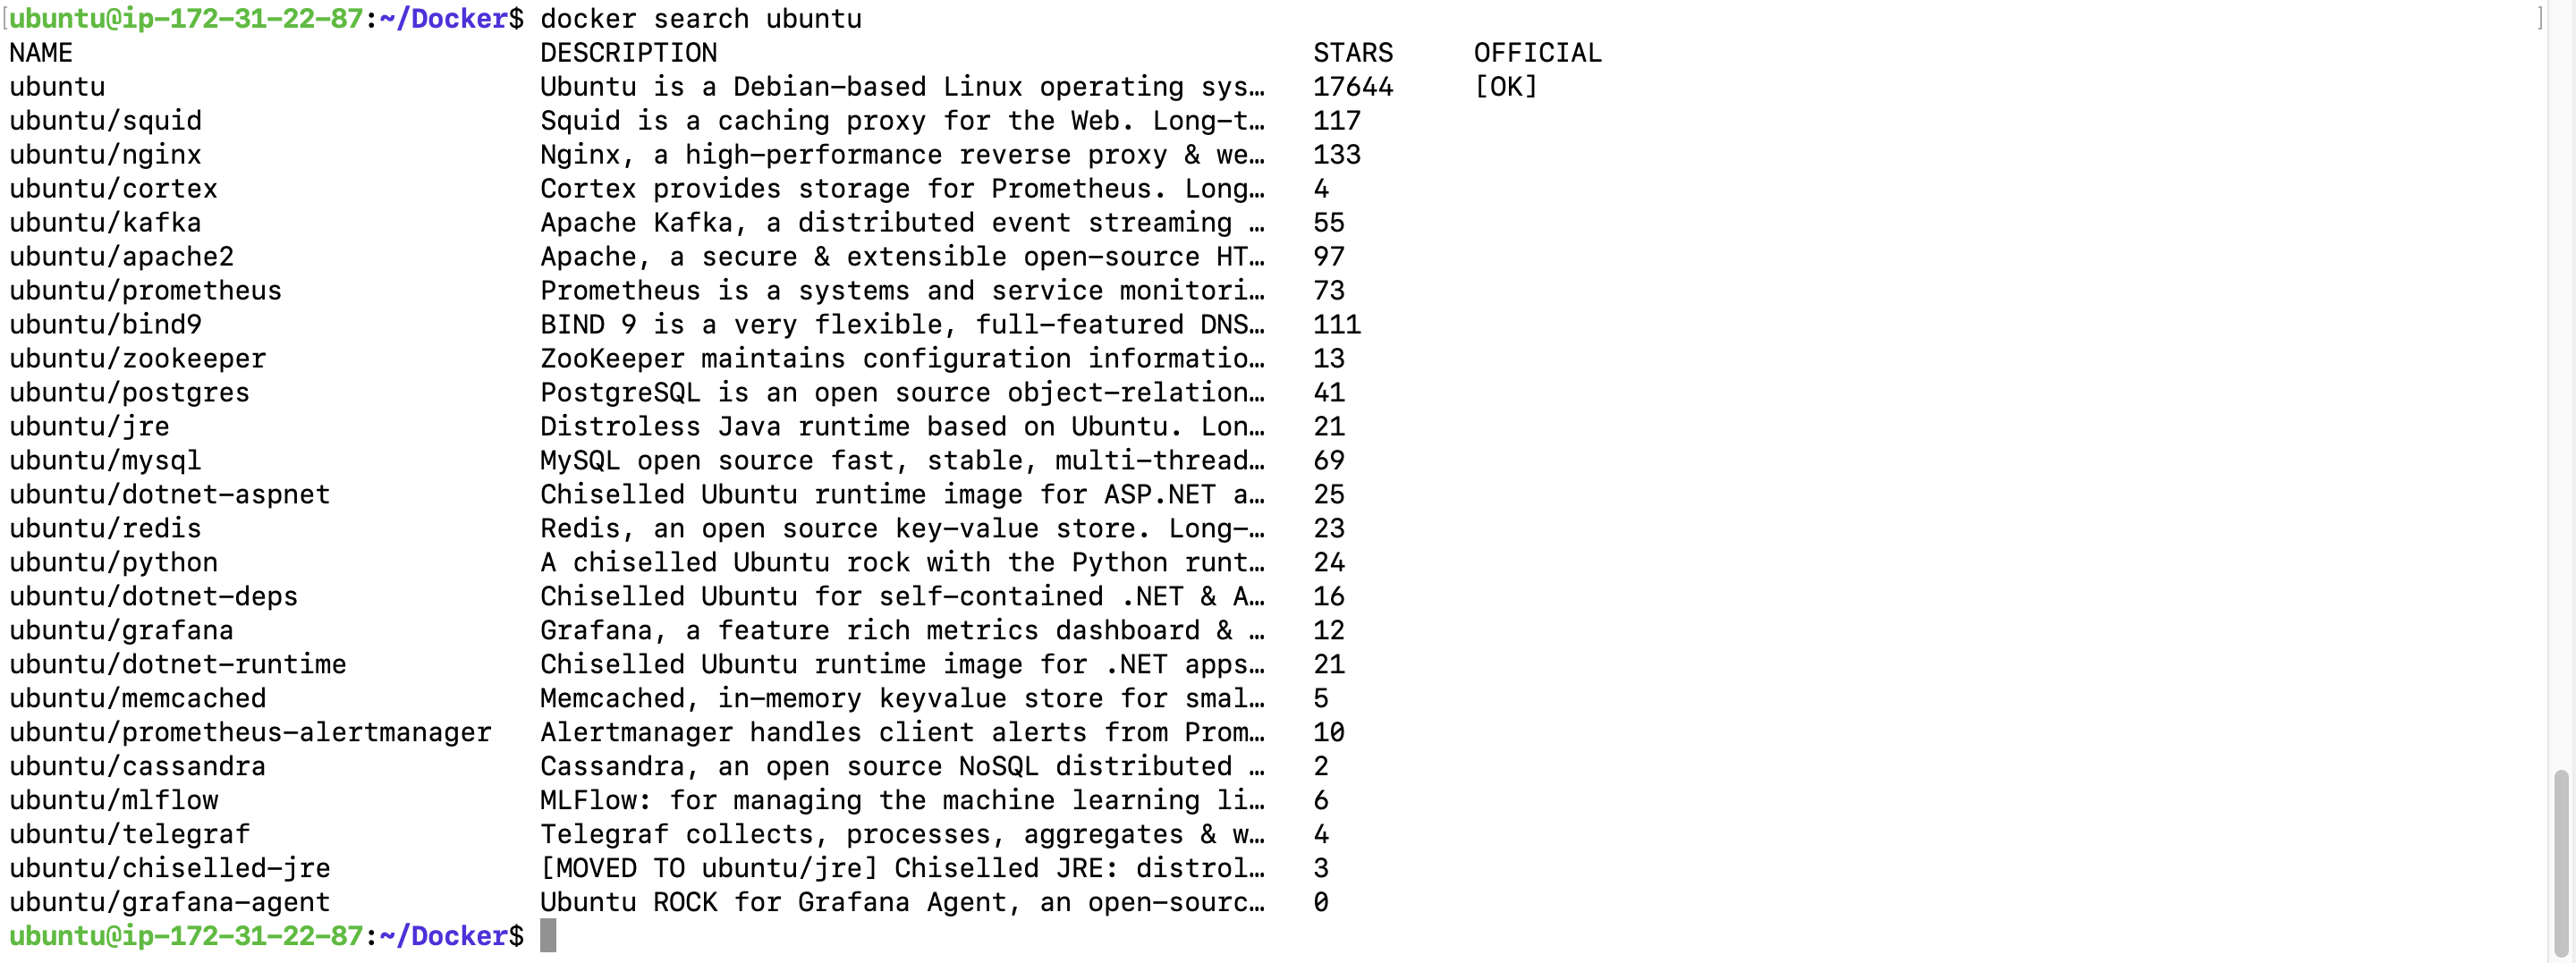 [ubuntu@ip-172-31-22-87:~/Docker$ docker search ubuntu ]
NAME DESCRIPTION STARS OFFICIAL
ubuntu Ubuntu is a Debian-based Linux operating sys… 17644 [OK]
ubuntu/squid Squid is a caching proxy for the Web. Long-t… 117
ubuntu/nginx Nginx, a high-performance reverse proxy & we… 133
ubuntu/cortex Cortex provides storage for Prometheus. Long… 4
ubuntu/kafka Apache Kafka, a distributed event streaming … 55
ubuntu/apache2 Apache, a secure & extensible open-source HT… 97
ubuntu/prometheus Prometheus is a systems and service monitori… 73
ubuntu/bind9 BIND 9 is a very flexible, full-featured DNS… 111
ubuntu/zookeeper ZooKeeper maintains configuration informatio… 13
ubuntu/postgres PostgreSQL is an open source object-relation… 41
ubuntu/jre Distroless Java runtime based on Ubuntu. Lon… 21
ubuntu/mysql MySQL open source fast, stable, multi-thread… 69
ubuntu/dotnet-aspnet Chiselled Ubuntu runtime image for ASP.NET a… 25
ubuntu/redis Redis, an open source key-value store. Long-… 23
ubuntu/python A chiselled Ubuntu rock with the Python runt… 24
ubuntu/dotnet-deps Chiselled Ubuntu for self-contained .NET & A… 16
ubuntu/grafana Grafana, a feature rich metrics dashboard & … 12
ubuntu/dotnet-runtime Chiselled Ubuntu runtime image for .NET apps… 21
ubuntu/memcached Memcached, in-memory keyvalue store for smal… 5
ubuntu/prometheus-alertmanager Alertmanager handles client alerts from Prom… 10
ubuntu/cassandra Cassandra, an open source NoSQL distributed … 2
ubuntu/mlflow MLFlow: for managing the machine learning li… 6
ubuntu/telegraf Telegraf collects, processes, aggregates & w… 4
ubuntu/chiselled-jre [MOVED TO ubuntu/jre] Chiselled JRE: distrol… 3
ubuntu/grafana-agent Ubuntu ROCK for Grafana Agent, an open-sourc… 0
ubuntu@ip-172-31-22-87:~/Docker$